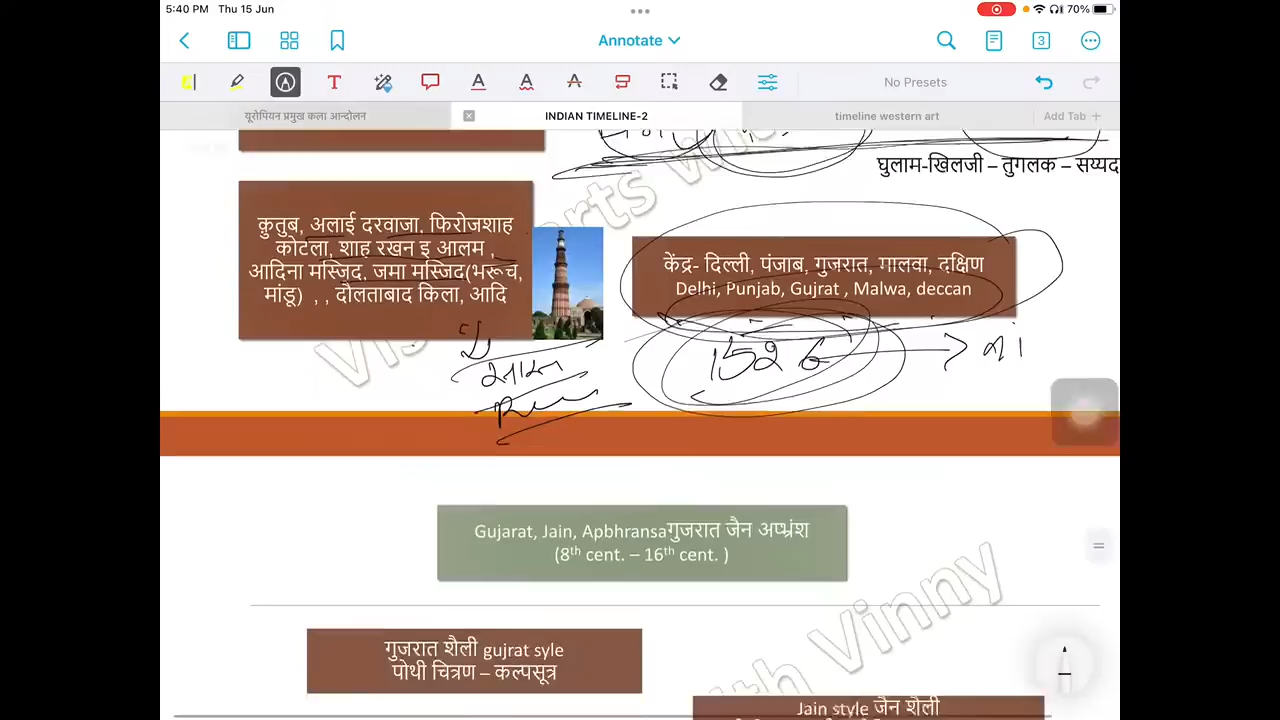 5:40 PM Thu 15 Jun
70%
Annotate
3
T
A
A
A
No Presets
यूरोपियन प्रमुख कला आन्दोलन
INDIAN TIMELINE-2
timeline western art
Add Tab +
घुलाम-खिलजी – तुगलक – सय्यद
क़ुतुब, अलाई दरवाजा, फिरोजशाह
कोटला, शाह रखन इ आलम ,
आदिना मस्जिद, जमा मस्जिद(भरूच,
मांडू) , , दौलताबाद किला, आदि
केंद्र- दिल्ली, पंजाब, गुजरात, मालवा, दक्षिण
Delhi, Punjab, Gujrat , Malwa, deccan
1526
Gujarat, Jain, Apbhransaगुजरात जैन अप्भ्रंश
(8th cent. – 16th cent. )
गुजरात शैली gujrat syle
पोथी चित्रण – कल्पसूत्र
Jain style जैन शैली